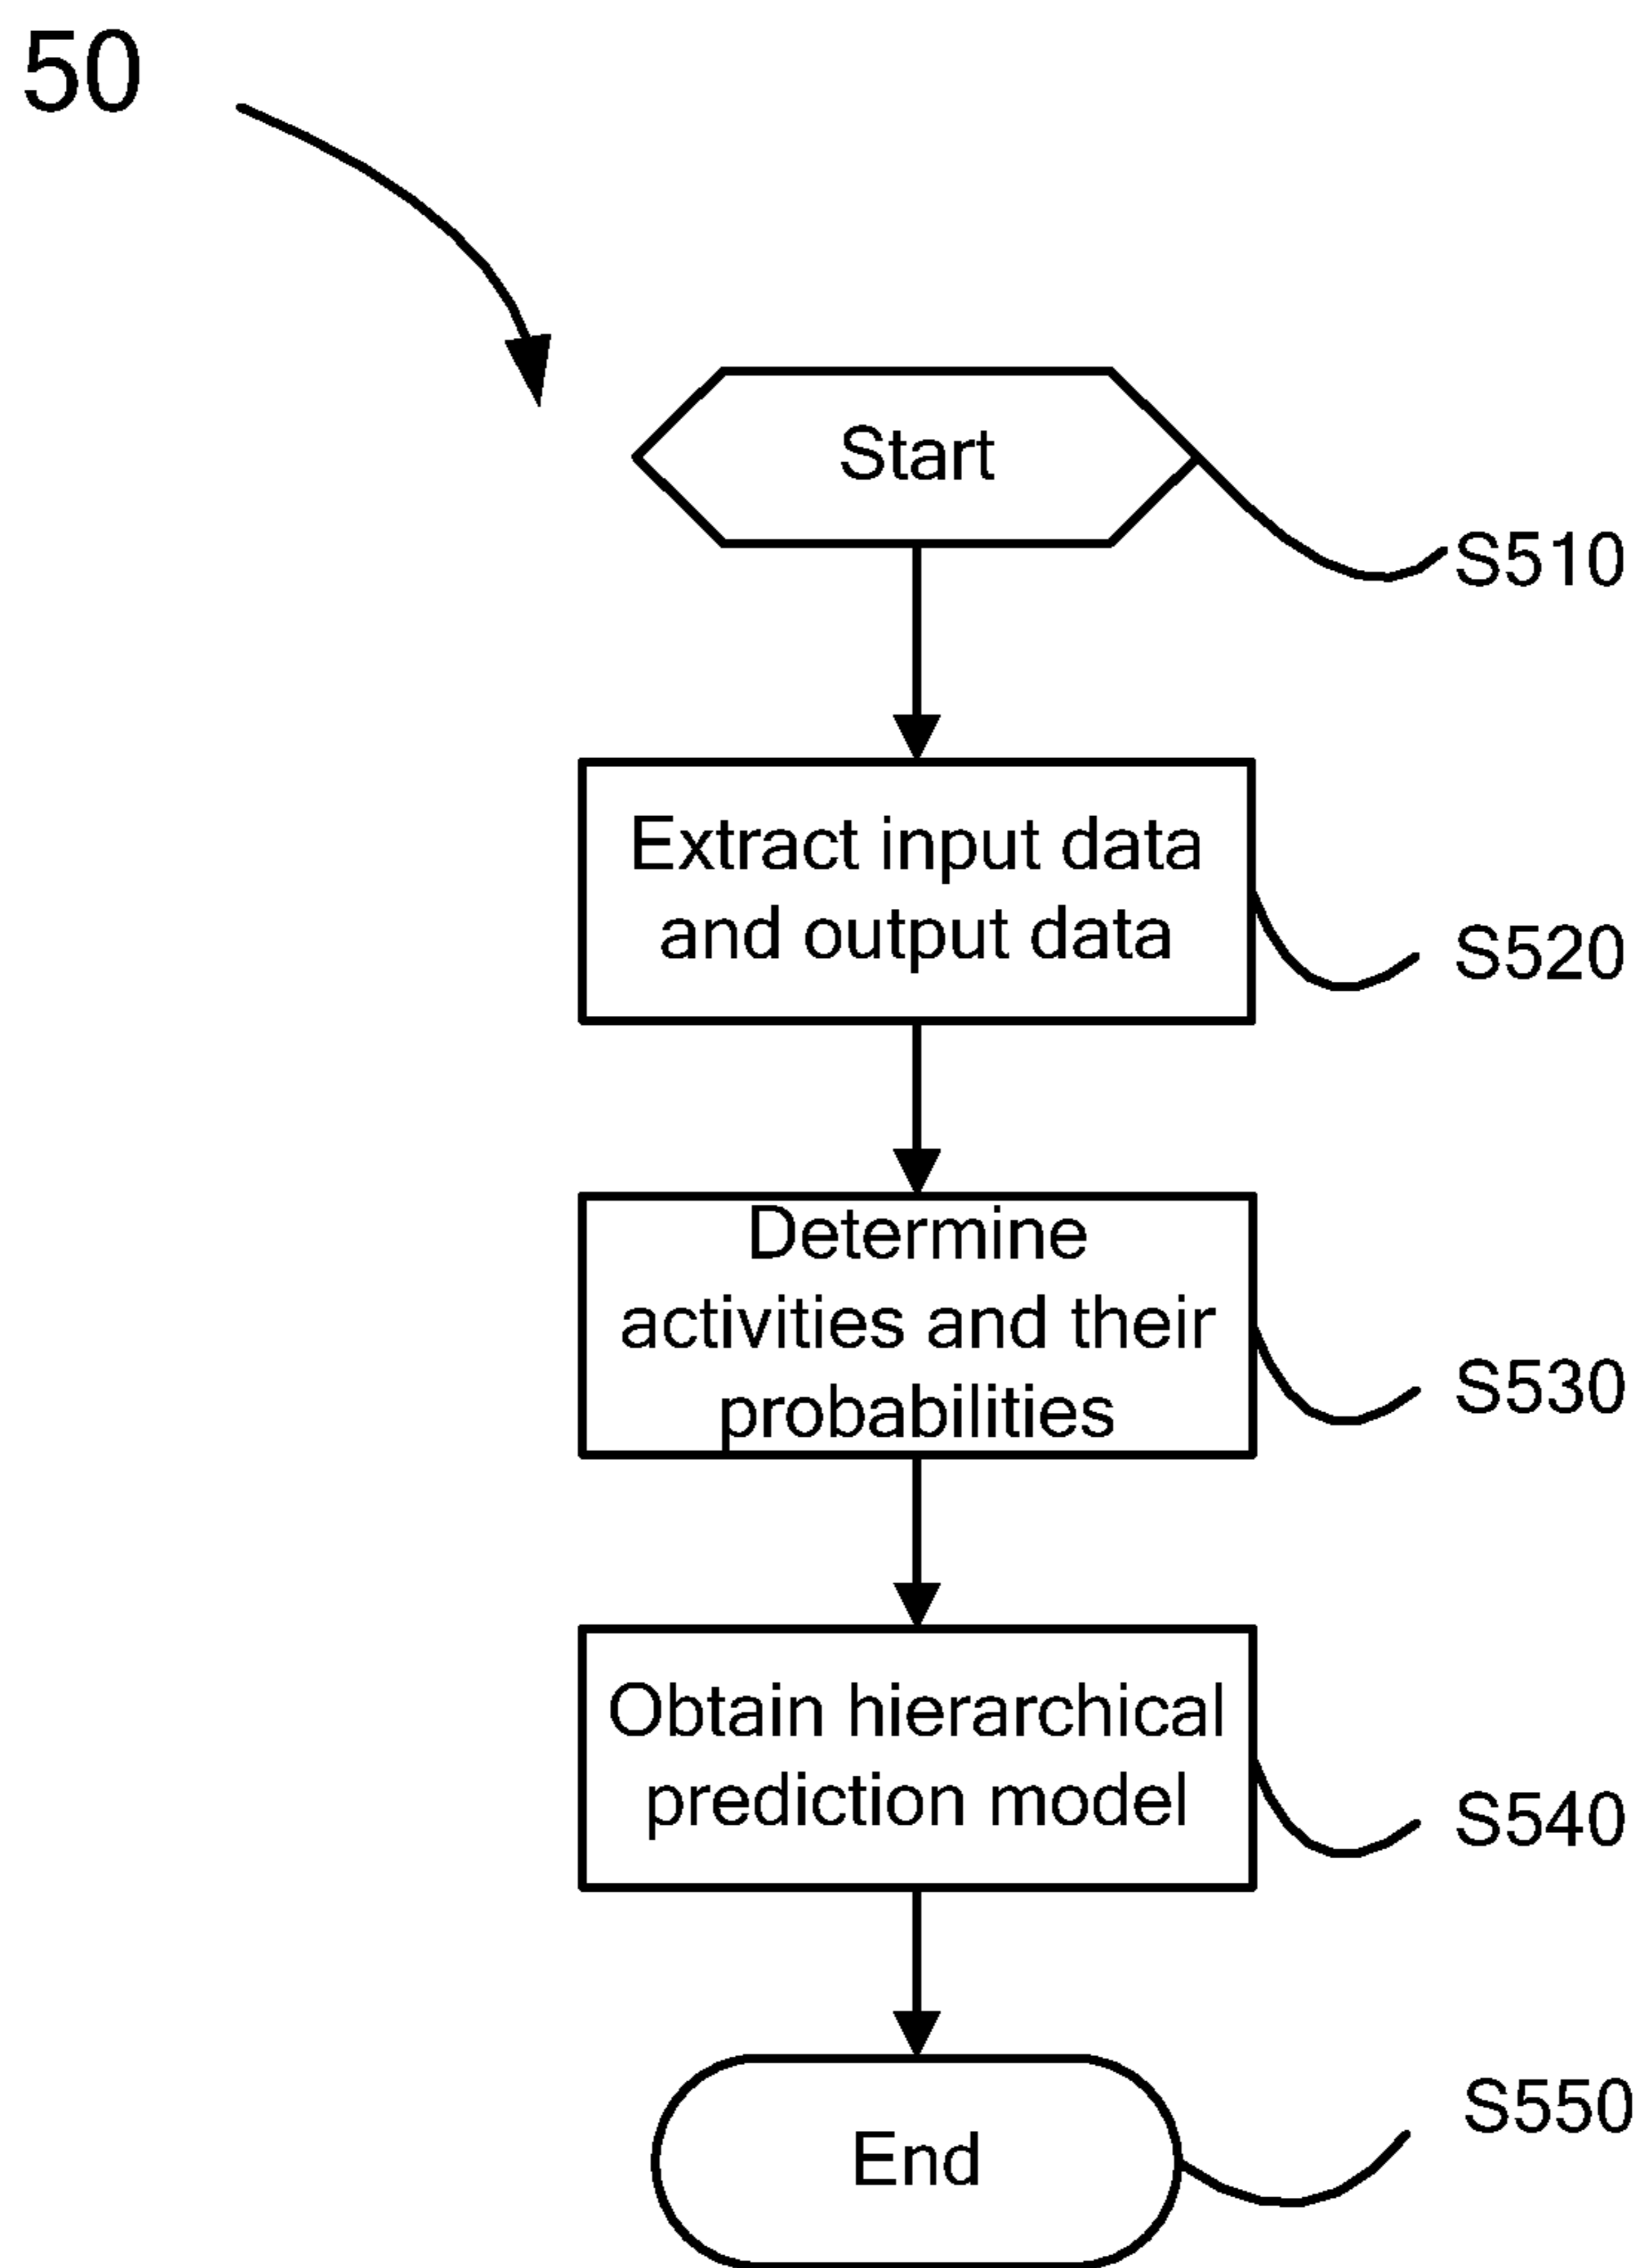 50
Start
S510
Extract input data
and output data
S520
Determine
activities and their
probabilities
S530
Obtain hierarchical
prediction model
S540
End
S550